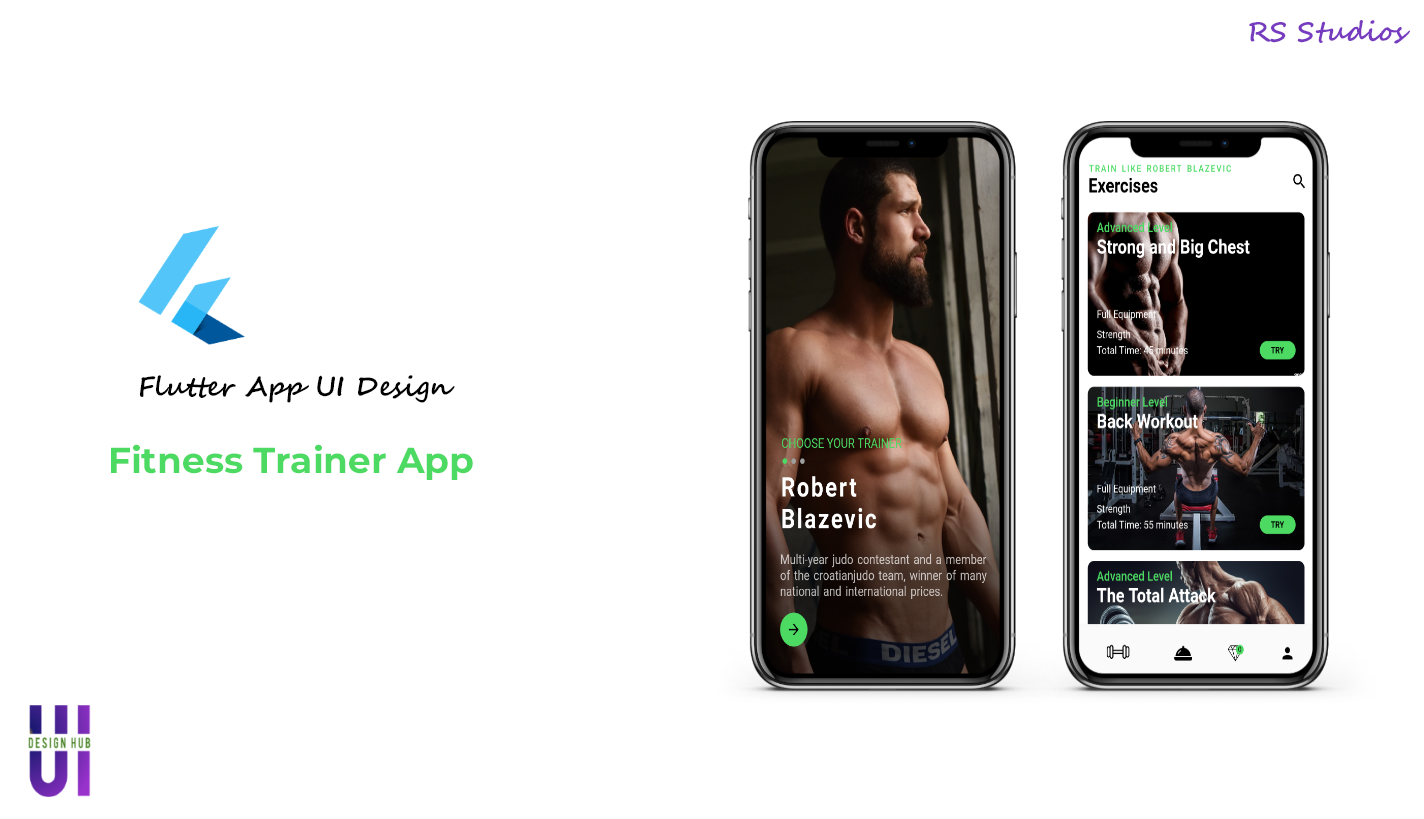 RS Studios
Flutter App UI Design
Fitness Trainer App
DESIGN HUB
UI
CHOOSE YOUR TRAINER
Robert
Blazevic
Multi-year judo contestant and a member
of the croatianjudo team, winner of many
national and international prices.
DIESEL
TRAIN LIKE ROBERT BLAZEVIC
Exercises
Advanced Level
Strong and Big Chest
Full Equipment
Strength
Total Time: 45 minutes
TRY
Beginner Level
Back Workout
Full Equipment
Strength
Total Time: 55 minutes
TRY
Advanced Level
The Total Attack